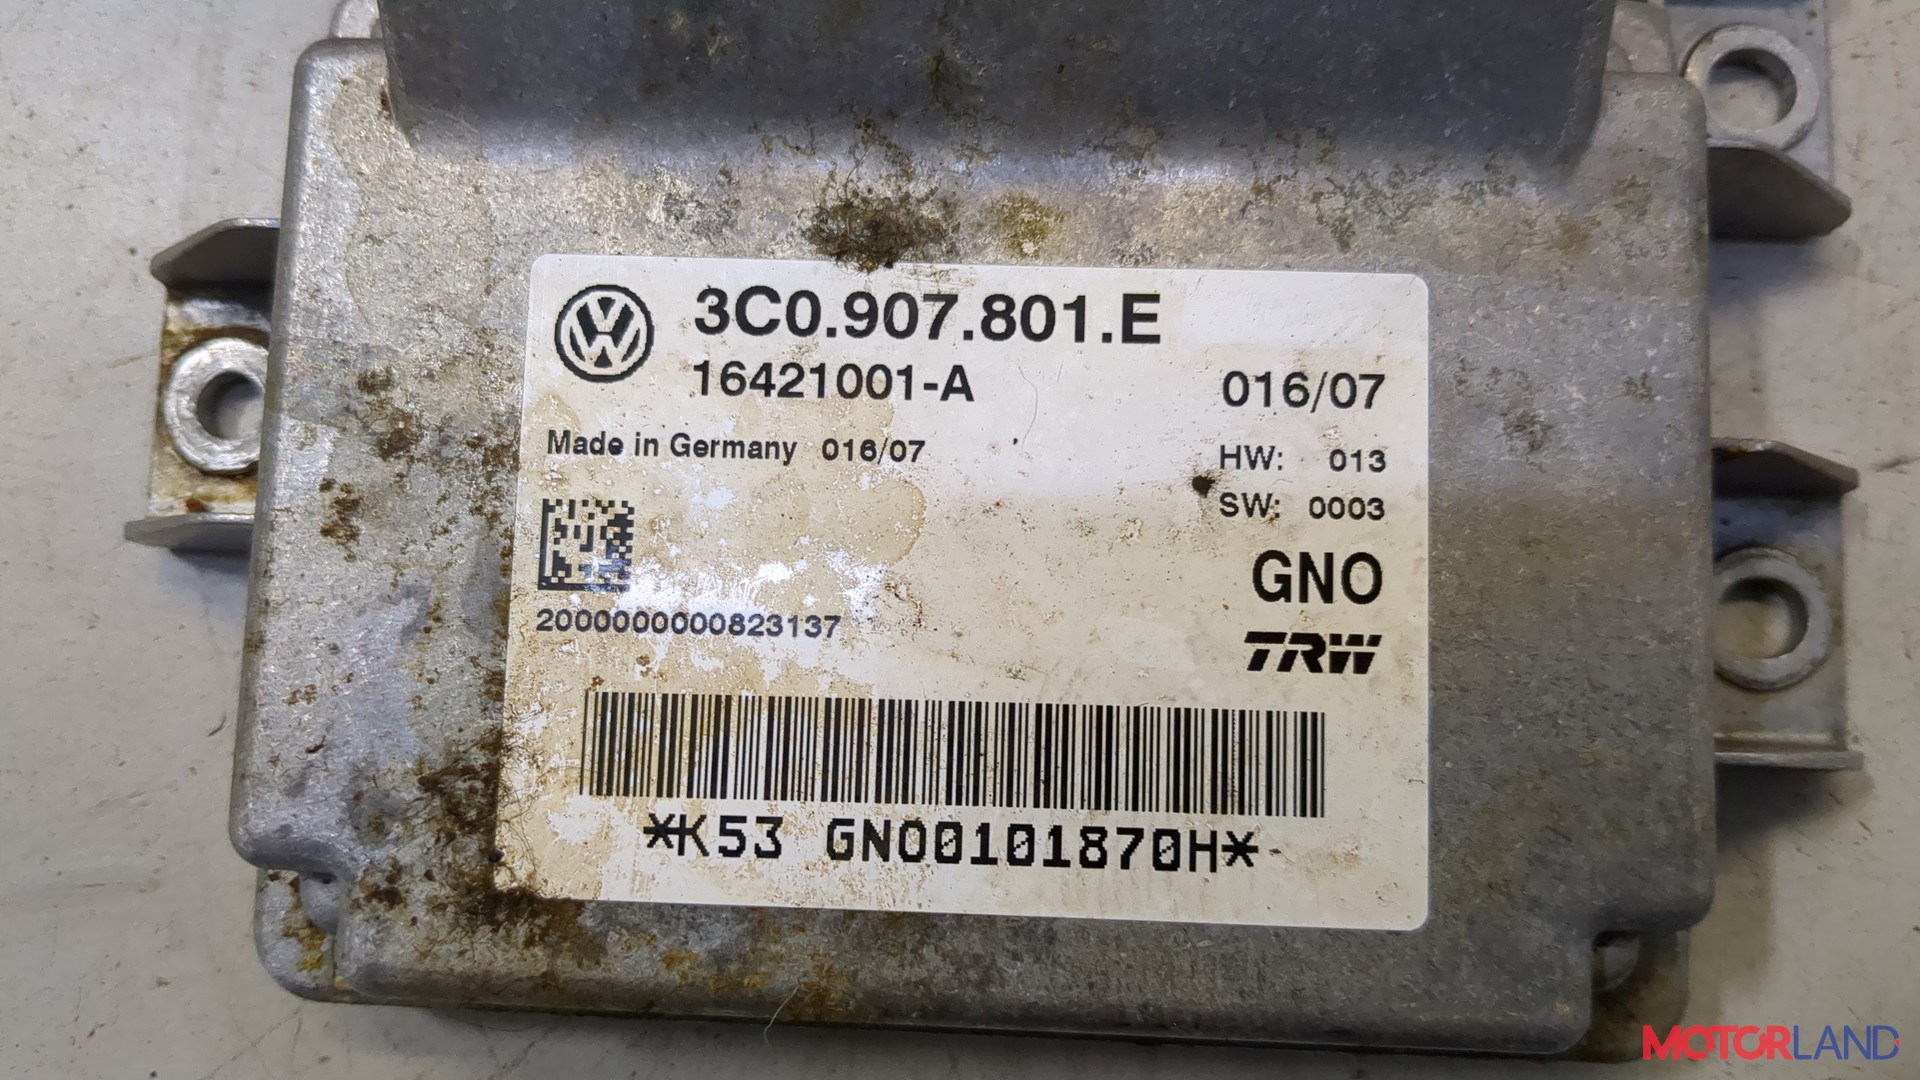 3C0.907.801.E
16421001-A
016/07
Made in Germany 016/07
HW: 013
SW: 0003
GNO
2000000000823137
TRW
*K53 GNO0101870H*
MOTORLAND